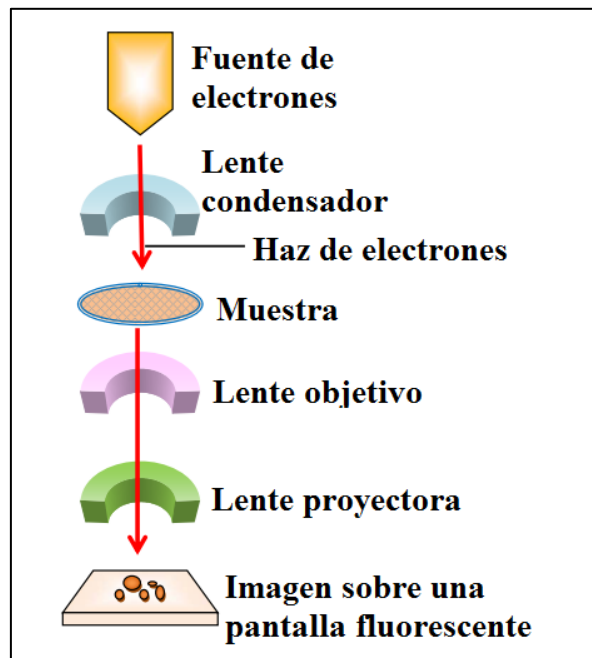 Fuente de
electrones
Lente
condensador
Haz de electrones
Muestra
Lente objetivo
Lente proyectora
Imagen sobre una
pantalla fluorescente